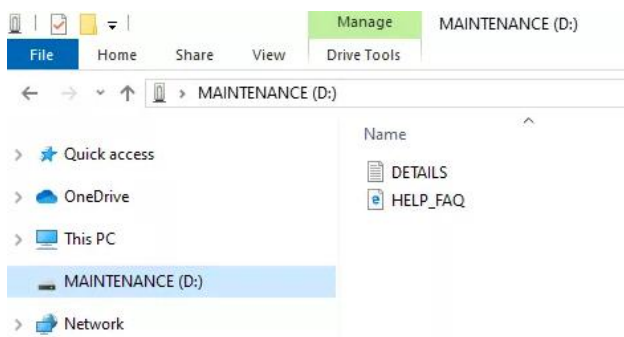 Manage MAINTENANCE (D:)
File Home Share View Drive Tools
MAINTENANCE (D:)
Name
Quick access
DETAILS
OneDrive
HELP_FAQ
This PC
MAINTENANCE (D:)
Network